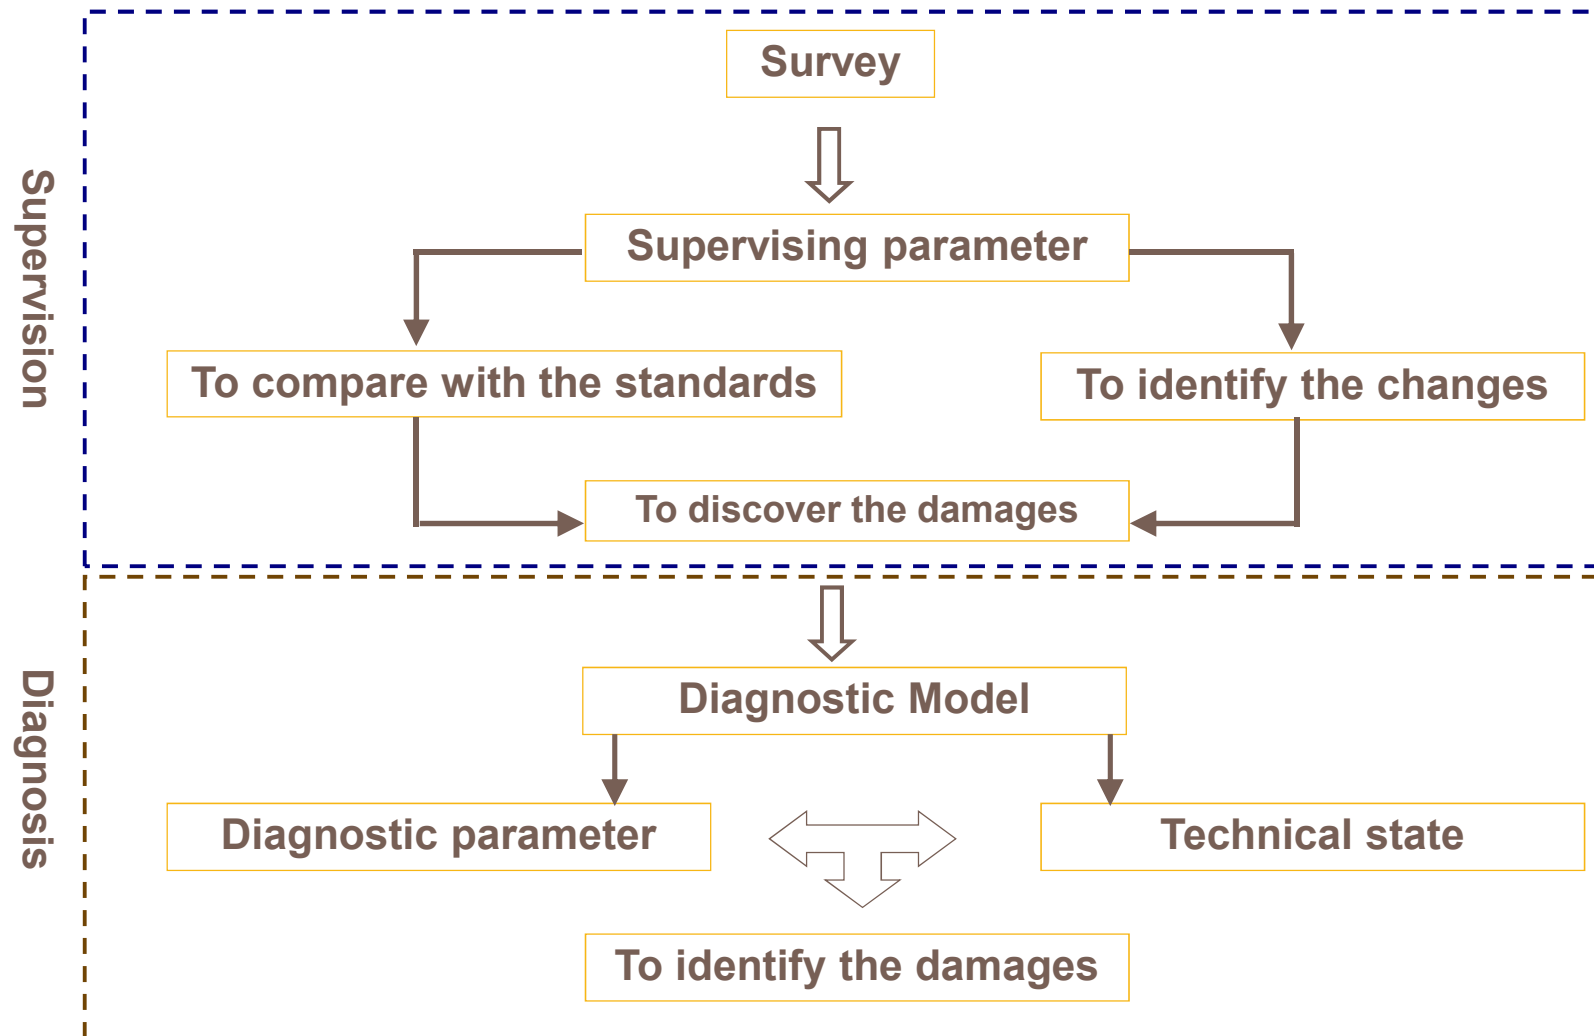 Survey
Supervision
Supervising parameter
To compare with the standards
To identify the changes
To discover the damages
Diagnosis
Diagnostic Model
Diagnostic parameter
Technical state
To identify the damages